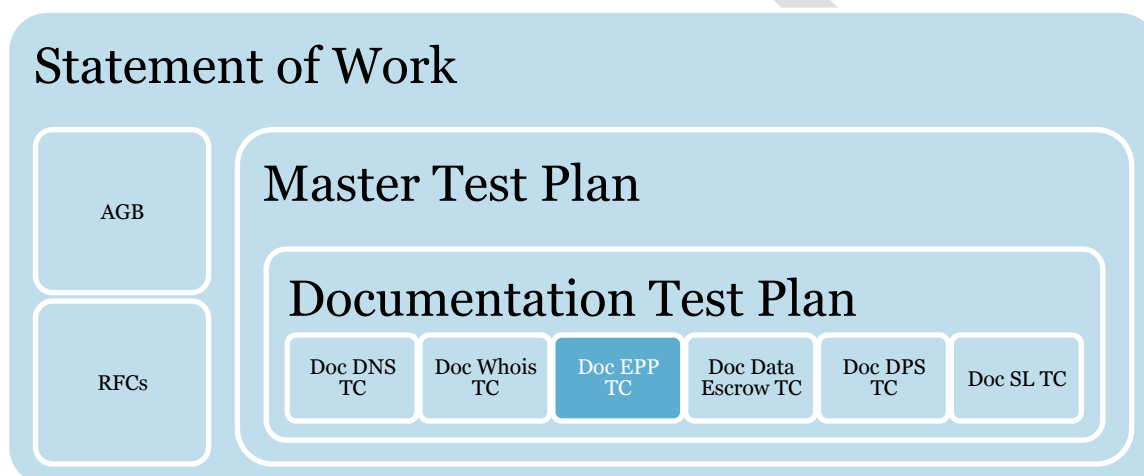 Statement of Work
AGB
RFCs
Master Test Plan
Documentation Test Plan
Doc DNS
TC
Doc Whois
TC
Doc EPP
TC
Doc Data
Escrow TC
Doc DPS
TC
Doc SL TC